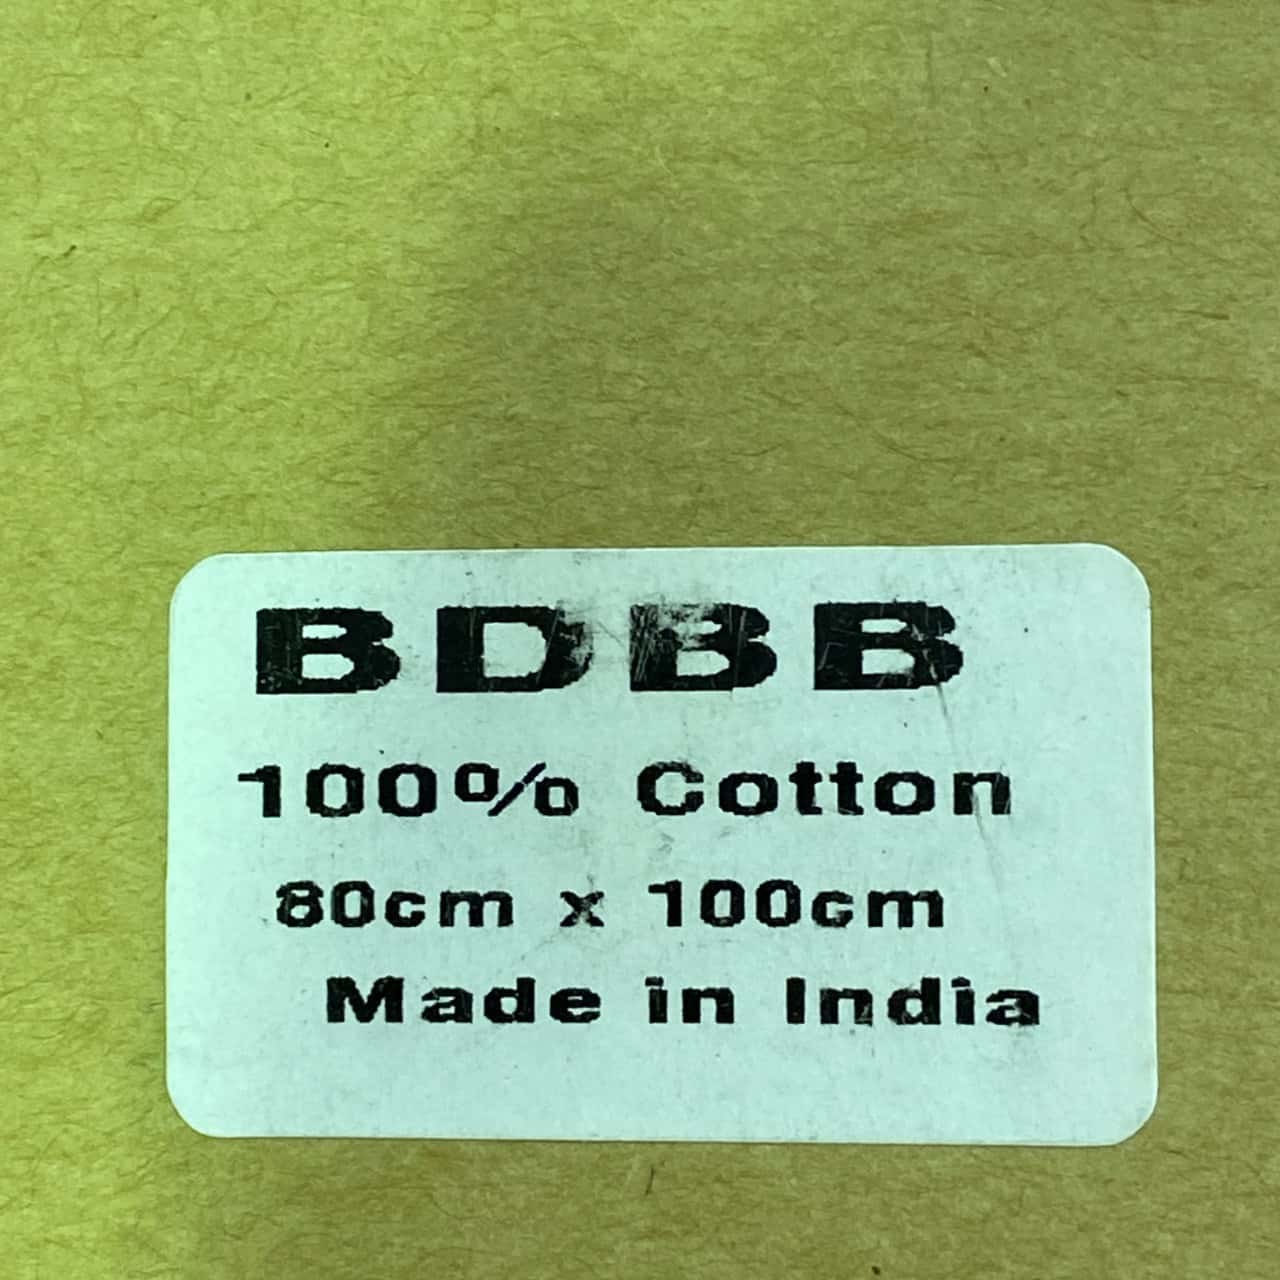 BDBB
100% Cotton
80cm x 100cm
Made in India